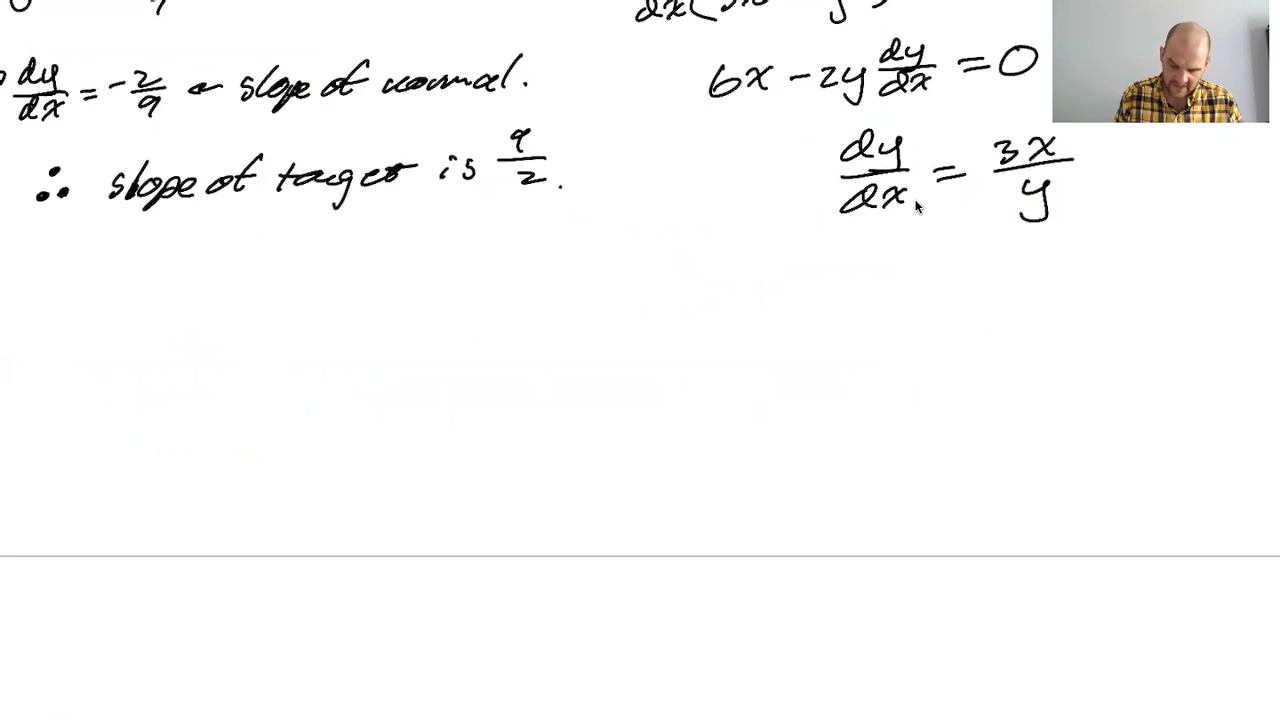 dy/dx = -2/9 ← slope of normal.
∴ slope of taget is 9/2.
6x - 2y dy/dx = 0
dy/dx = 3x/y